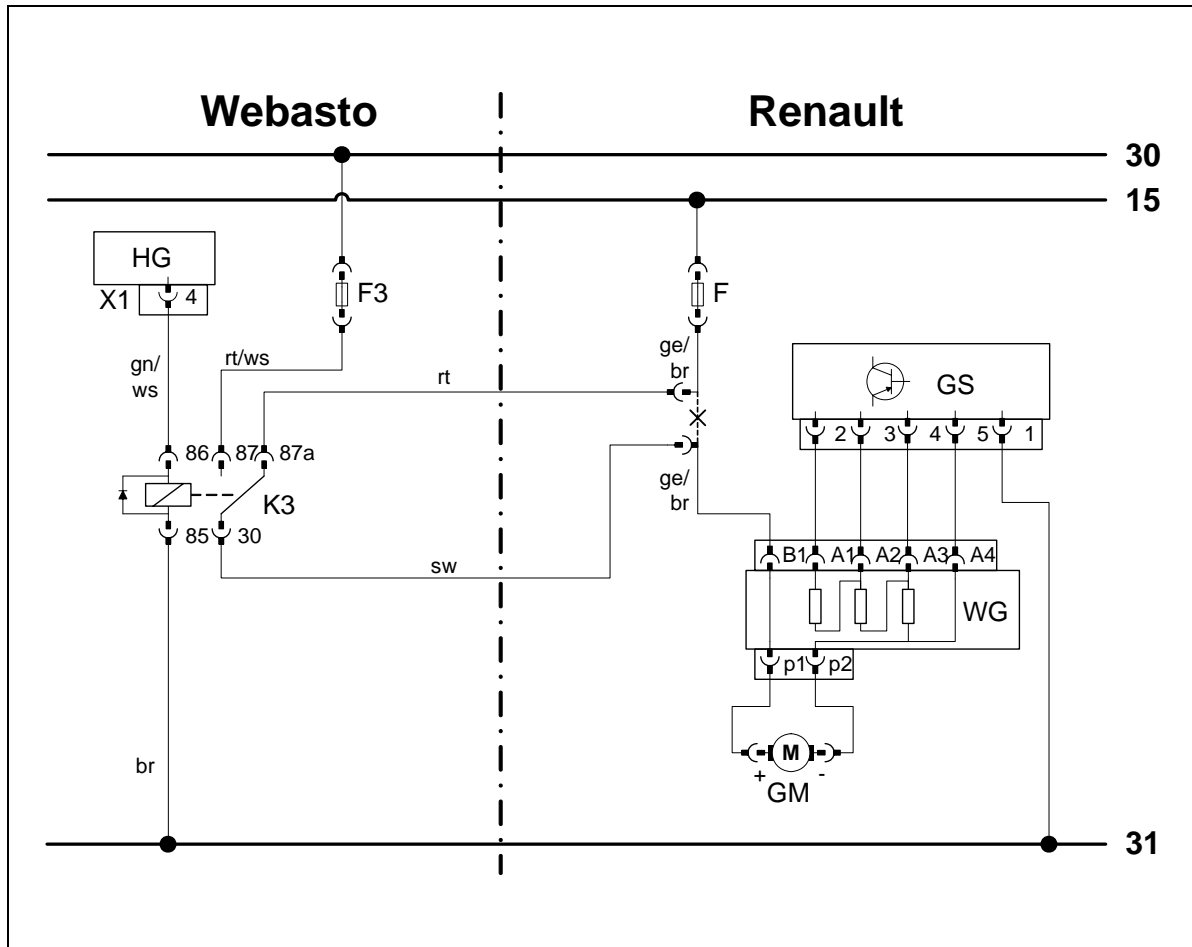 Webasto Renault
30
15
HG
X1 4
F3
F
gn/
ws
rt/ws
rt
ge/
br
GS
2 3 4 5 1
86 87 87a
K3
85 30
ge/
br
sw
B1 A1 A2 A3 A4
WG
p1 p2
M
+ -
GM
br
31